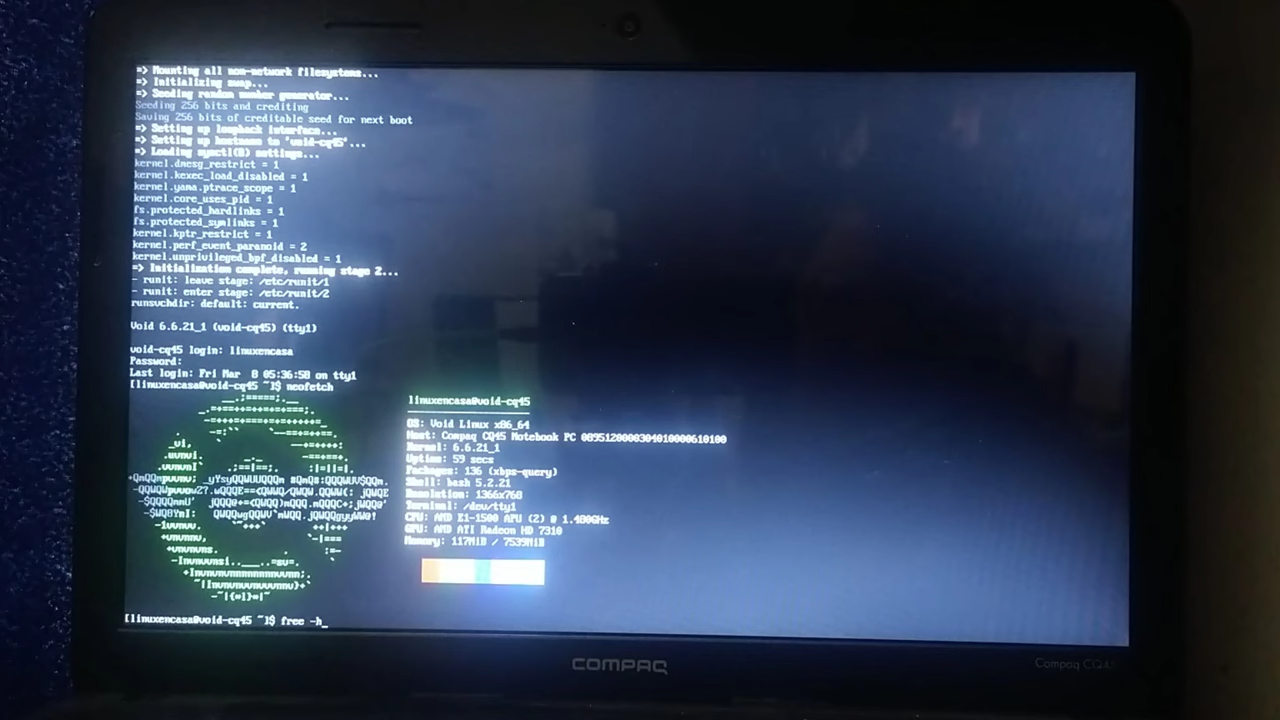 => Mounting all non-network filesystems...
=> Initializing swap...
=> Seeding random number generator...
Seeding 256 bits and crediting
Saving 256 bits of creditable seed for next boot
=> Setting up loopback interface...
=> Setting up hostname to 'void-cq45'...
=> Loading sysctl(8) settings...
kernel.dmesg_restrict = 1
kernel.kexec_load_disabled = 1
kernel.yama.ptrace_scope = 1
kernel.core_uses_pid = 1
fs.protected_hardlinks = 1
fs.protected_symlinks = 1
kernel.kptr_restrict = 1
kernel.perf_event_paranoid = 2
kernel.unprivileged_bpf_disabled = 1
=> Initialization complete, running stage 2...
- runit: leave stage: /etc/runit/1
- runit: enter stage: /etc/runit/2
runsvchdir: default: current.
Void 6.6.21_1 (void-cq45) (tty1)
void-cq45 login: linuxencasa
Password:
Last login: Fri Mar  8 05:36:58 on tty1
[linuxencasa@void-cq45 ~]$ neofetch
linuxencasa@void-cq45
OS: Void Linux x86_64
Host: Compaq CQ45 Notebook PC
Kernel: 6.6.21_1
Uptime: 59 secs
Packages: 136 (xbps-query)
Shell: bash 5.2.21
Resolution: 1366x768
Terminal: /dev/tty1
CPU: AMD E1-1500 APU (2) @ 1.480GHz
GPU: AMD ATI Radeon HD 7310
Memory: 117MiB / 7539MiB
[linuxencasa@void-cq45 ~]$ free -h_
COMPAQ
Compaq CQ45